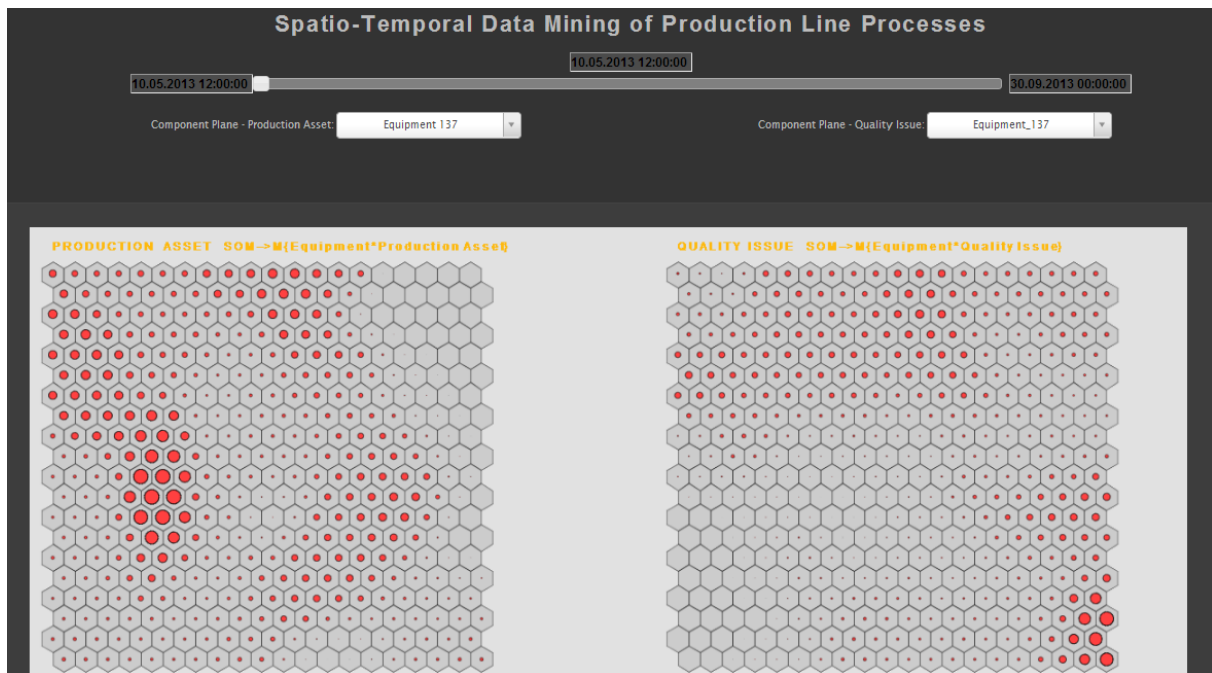 Spatio-Temporal Data Mining of Production Line Processes
10.05.2013 12:00:00
10.05.2013 12:00:00 30.09.2013 00:00:00
Component Plane - Production Asset: Equipment 137 Component Plane - Quality Issue: Equipment_137
PRODUCTION ASSET SOM->M{Equipment*Production Asset} QUALITY ISSUE SOM->M{Equipment*Quality Issue}